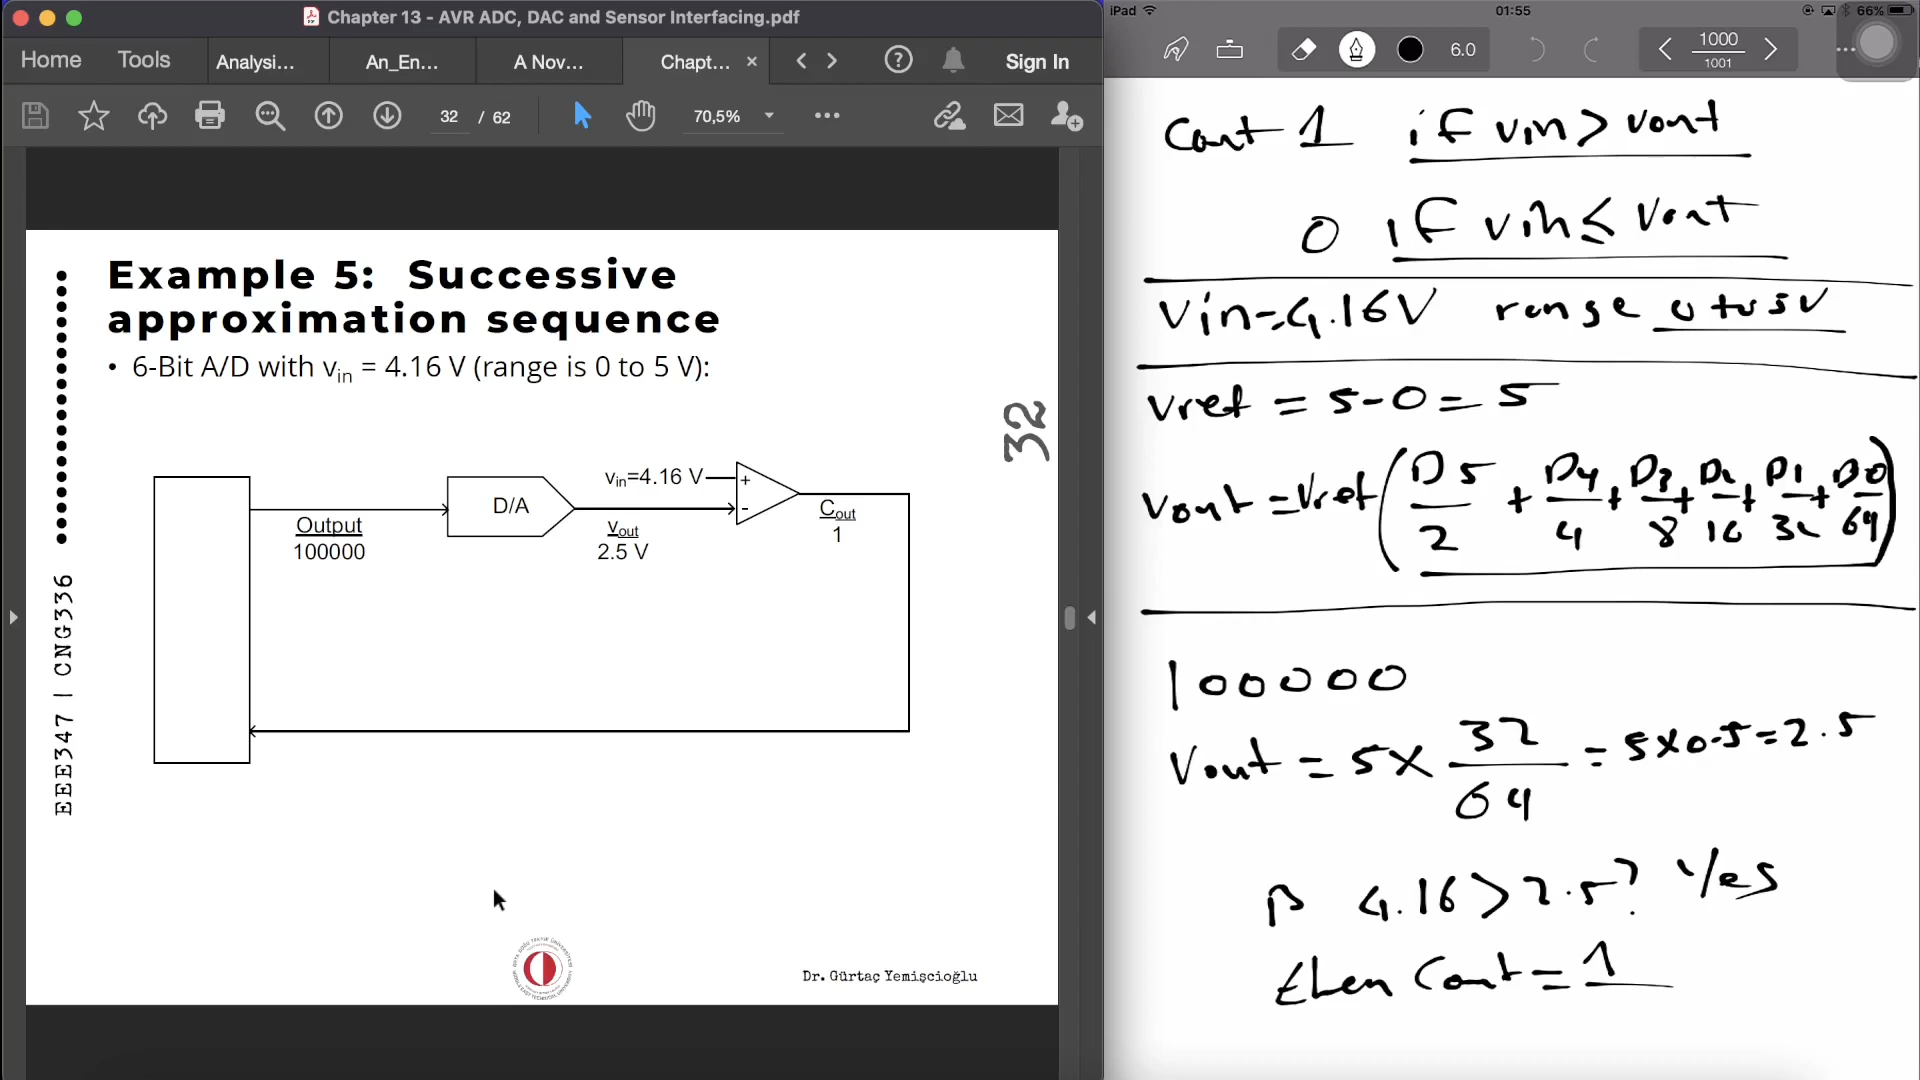 Chapter 13 - AVR ADC, DAC and Sensor Interfacing.pdf
Home Tools Analysi... An_En... A Nov... Chapt... × Sign In
32 / 62 70,5%
Example 5: Successive
approximation sequence
• 6-Bit A/D with vin = 4.16 V (range is 0 to 5 V):
32
vin=4.16 V
+
D/A
-
Output
100000
vout
2.5 V
Cout
1
EEE347 | CNG336
Dr. Gürtaç Yemişcioğlu
iPad 01:55 66%
6.0 1000
1001
Cout 1 if vin > vout
0 if vin ≤ vout
Vin = 4.16V range 0 to 5V
Vref = 5-0 = 5
Vout = Vref (D5/2 + D4/4 + D3/8 + D2/16 + D1/32 + D0/64)
100000
Vout = 5 x 32/64 = 5 x 0.5 = 2.5
is 4.16 > 2.5? Yes
then Cout = 1